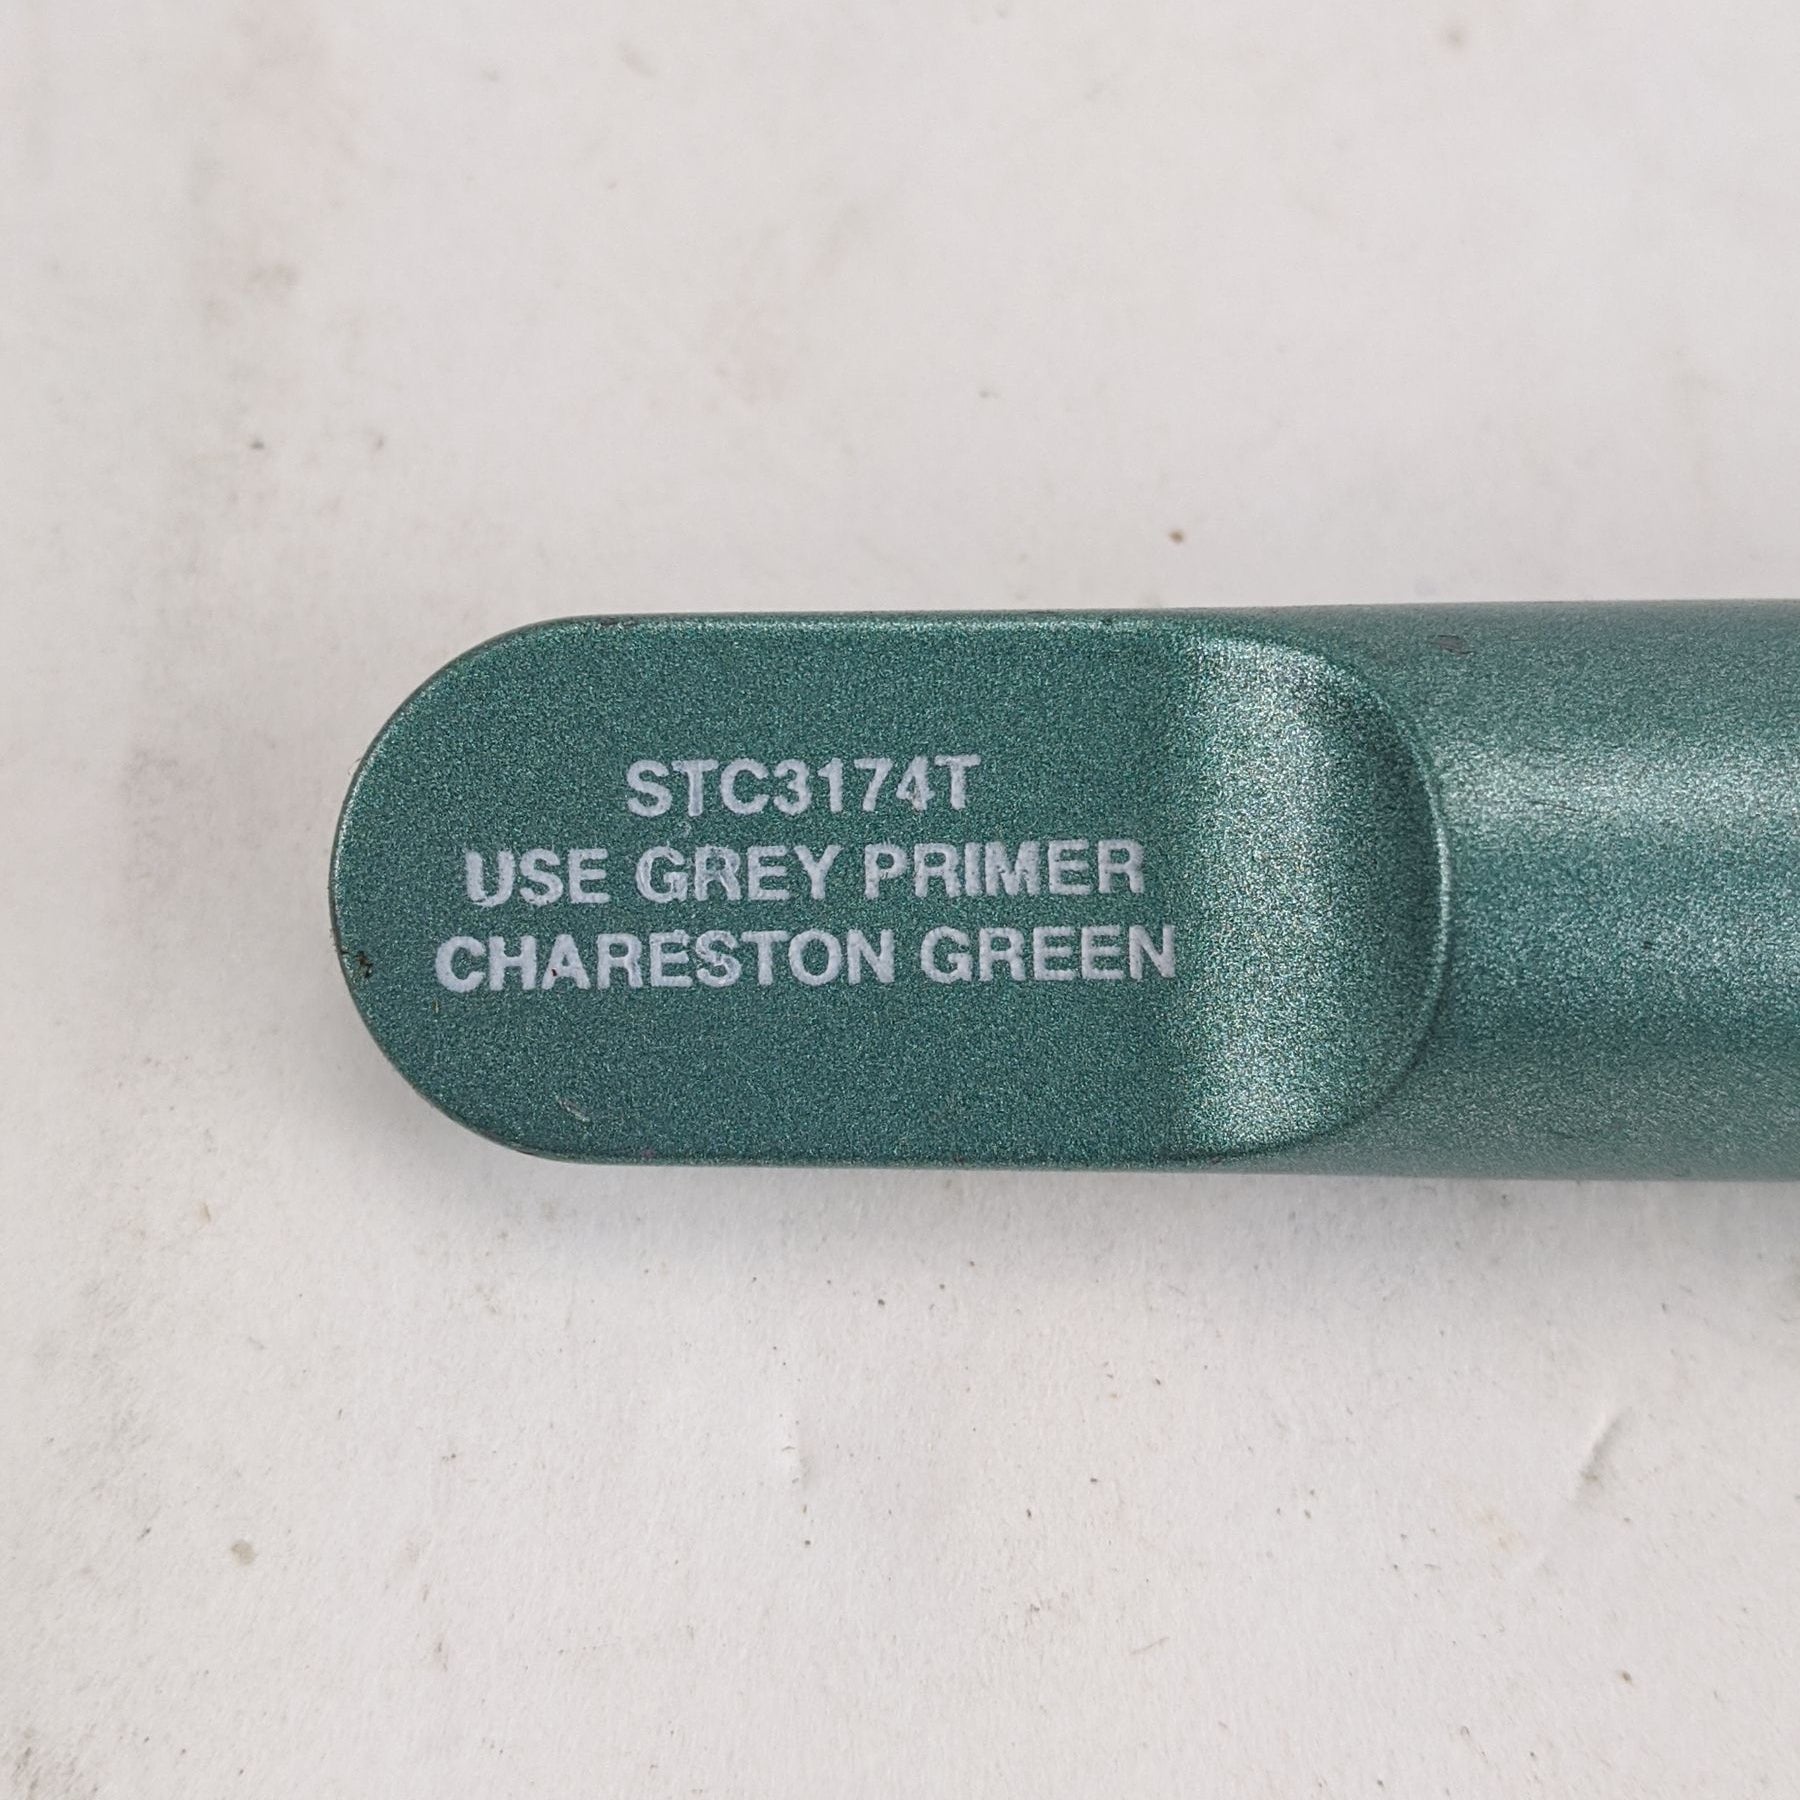 STC3174T
USE GREY PRIMER
CHARESTON GREEN